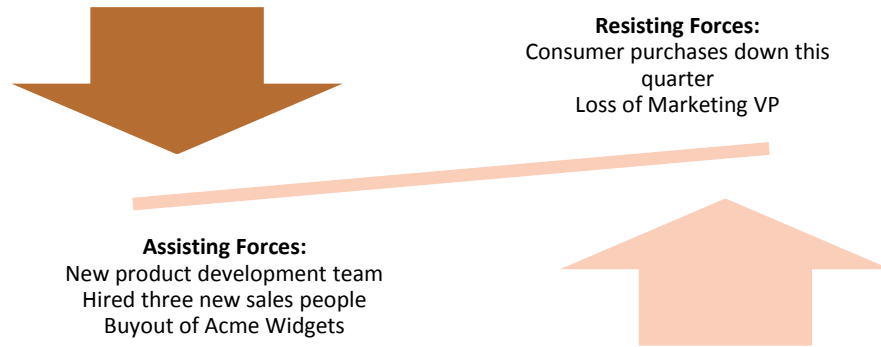 Resisting Forces:
Consumer purchases down this
quarter
Loss of Marketing VP
Assisting Forces:
New product development team
Hired three new sales people
Buyout of Acme Widgets